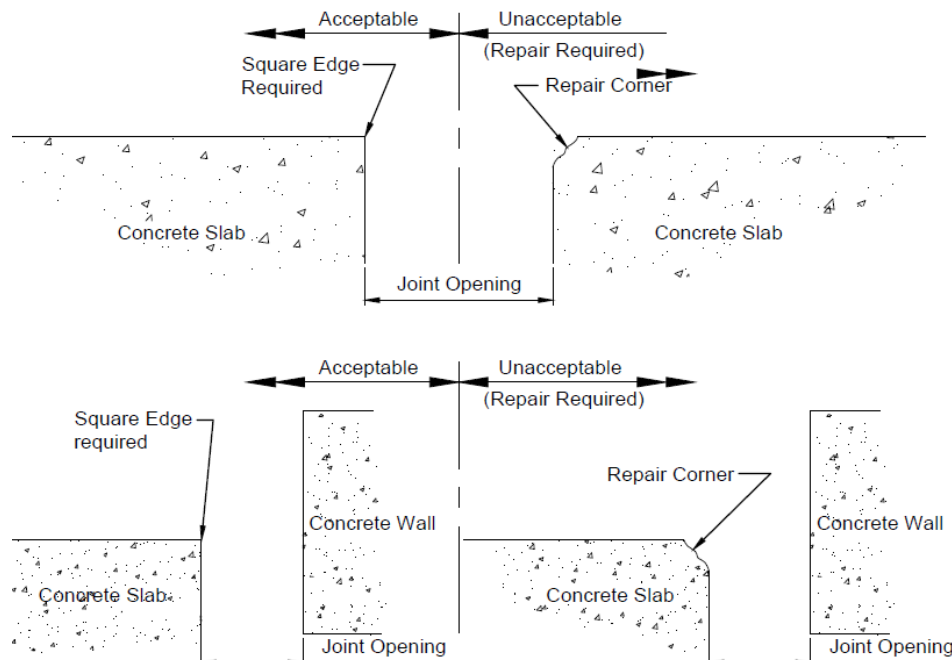 Acceptable
Unacceptable
(Repair Required)
Square Edge
Required
Repair Corner
Concrete Slab
Concrete Slab
Joint Opening
Acceptable
Unacceptable
(Repair Required)
Square Edge
required
Repair Corner
Concrete Wall
Concrete Wall
Concrete Slab
Concrete Slab
Joint Opening
Joint Opening